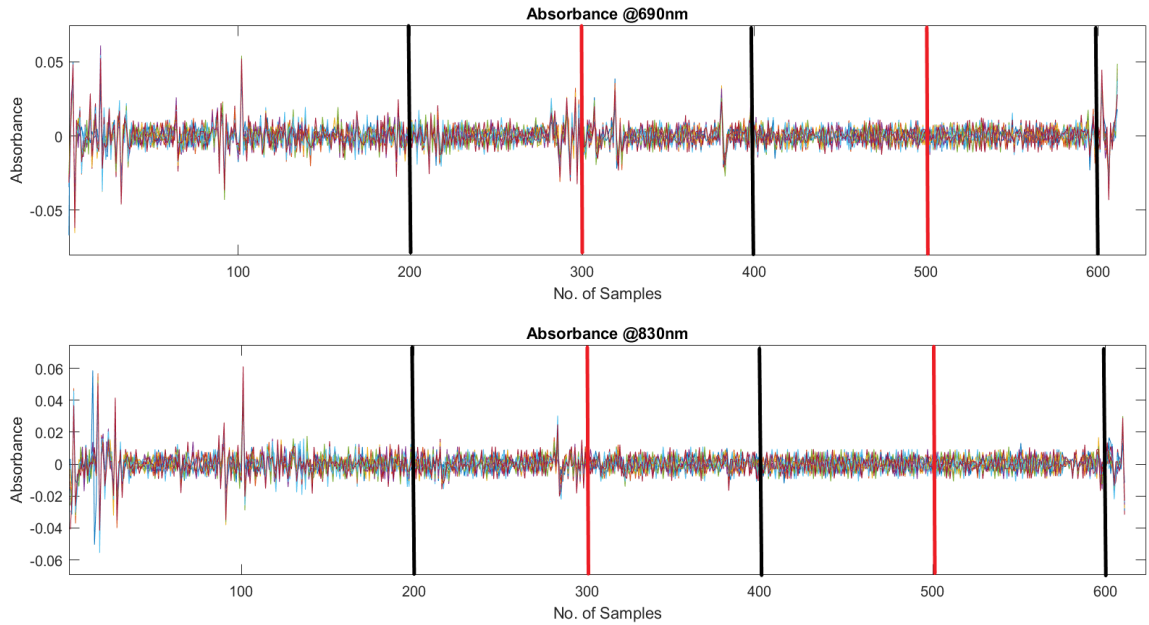 Absorbance @690nm
Absorbance
0.05
0
-0.05
100 200 300 400 500 600
No. of Samples
Absorbance @830nm
Absorbance
0.06
0.04
0.02
0
-0.02
-0.04
-0.06
100 200 300 400 500 600
No. of Samples